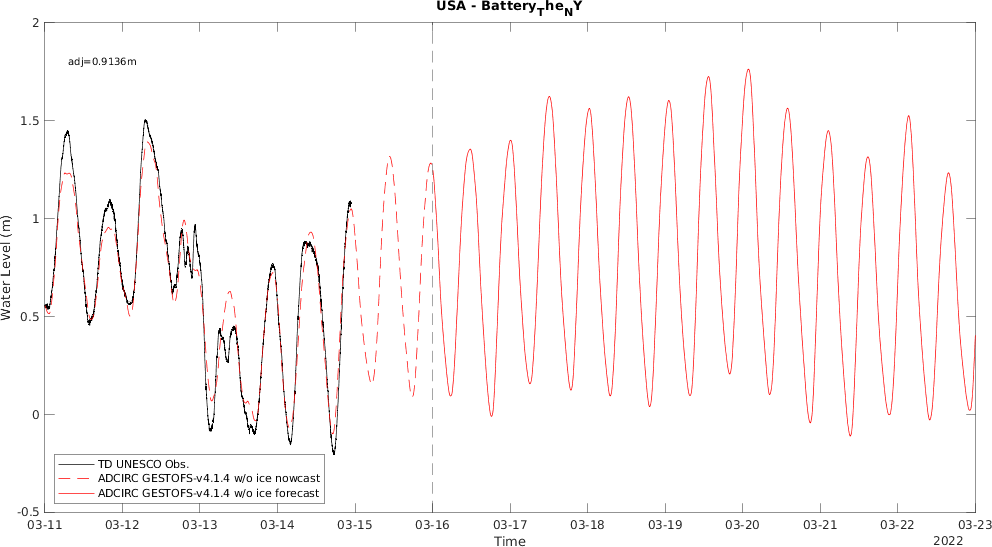 USA - Battery_The_NY
2
adj=0.9136m
1.5
1
0.5
0
-0.5
Water Level (m)
TD UNESCO Obs.
ADCIRC GESTOFS-v4.1.4 w/o ice nowcast
ADCIRC GESTOFS-v4.1.4 w/o ice forecast
03-11 03-12 03-13 03-14 03-15 03-16 03-17 03-18 03-19 03-20 03-21 03-22 03-23
Time
2022